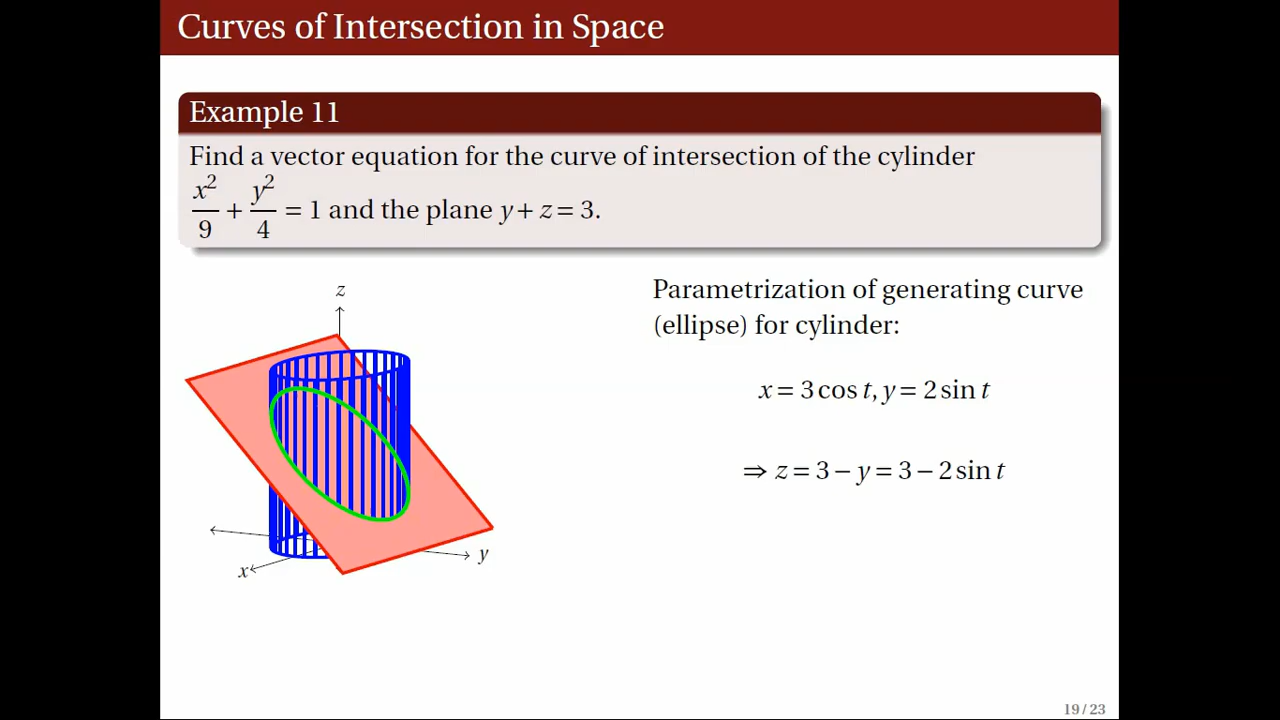 Curves of Intersection in Space
Example 11
Find a vector equation for the curve of intersection of the cylinder
x²/9 + y²/4 = 1 and the plane y + z = 3.
Parametrization of generating curve
(ellipse) for cylinder:
x = 3 cos t, y = 2 sin t
⇒ z = 3 − y = 3 − 2 sin t
z
y
x
19 / 23